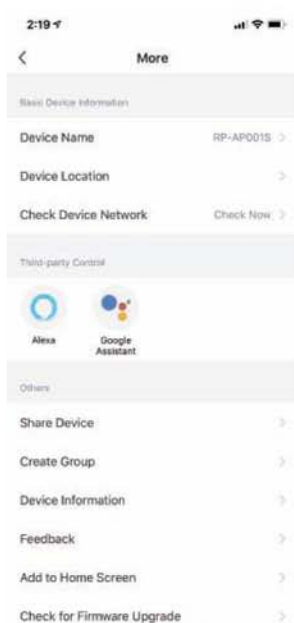 2:19
More
Basic Device Information
Device Name RP-AP001S
Device Location
Check Device Network Check Now
Third-party Control
Alexa
Google
Assistant
Others
Share Device
Create Group
Device Information
Feedback
Add to Home Screen
Check for Firmware Upgrade